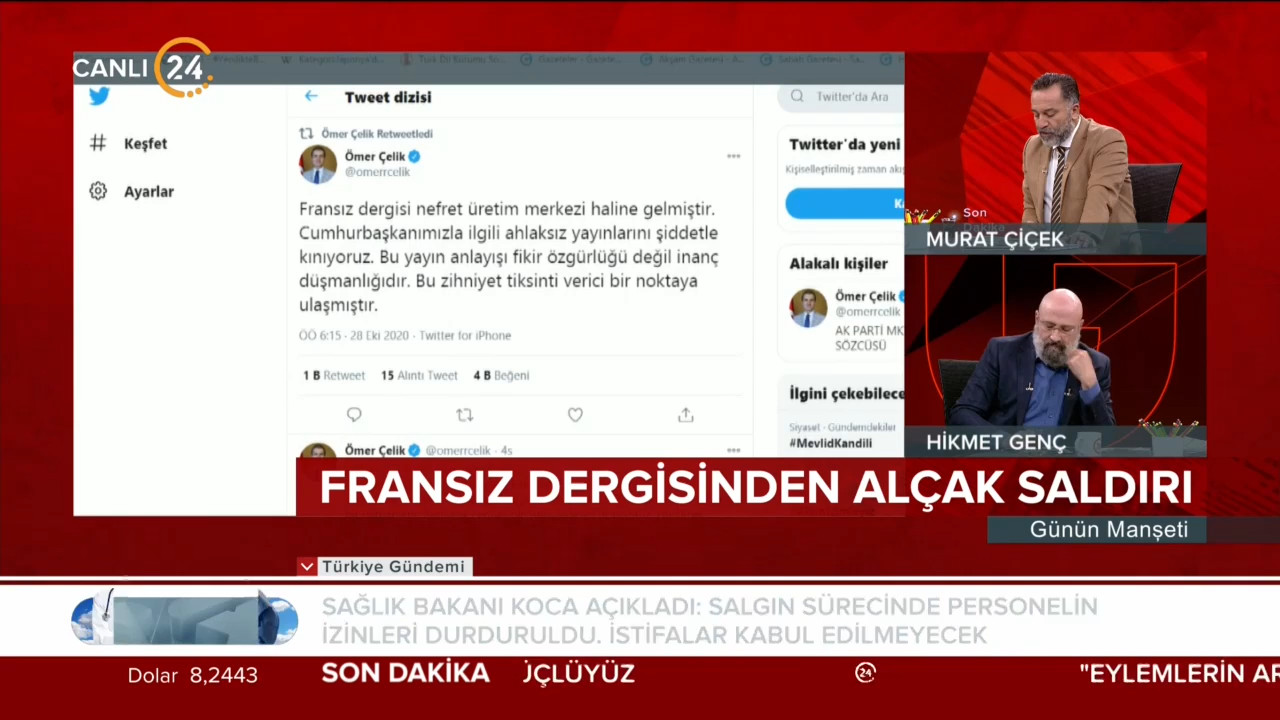 CANLI 24
Tweet dizisi
Twitter'da Ara
Keşfet
Ayarlar
Ömer Çelik Retweetledi
Ömer Çelik
@omerrcelik
Fransız dergisi nefret üretim merkezi haline gelmiştir.
Cumhurbaşkanımızla ilgili ahlaksız yayınlarını şiddetle
kınıyoruz. Bu yayın anlayışı fikir özgürlüğü değil inanç
düşmanlığıdır. Bu zihniyet tiksinti verici bir noktaya
ulaşmıştır.
ÖÖ 6:15 · 28 Eki 2020 · Twitter for iPhone
1 B Retweet 15 Alıntı Tweet 4 B Beğeni
Ömer Çelik @omerrcelik · 4s
Twitter'da yeni
Kişiselleştirilmiş zaman akış
Alakalı kişiler
Ömer Çelik
@omerrcelik
AK PARTİ MK
SÖZCÜSÜ
İlgini çekebilece
Siyaset · Gündemdekiler
#MevlidKandili
Son
Dakika
MURAT ÇİÇEK
HİKMET GENÇ
FRANSIZ DERGİSİNDEN ALÇAK SALDIRI
Günün Manşeti
Türkiye Gündemi
SAĞLIK BAKANI KOCA AÇIKLADI: SALGIN SÜRECİNDE PERSONELİN
İZİNLERİ DURDURULDU. İSTİFALAR KABUL EDİLMEYECEK
Dolar 8,2443
SON DAKİKA
ÜÇLÜYÜZ 24 "EYLEMLERİN AR